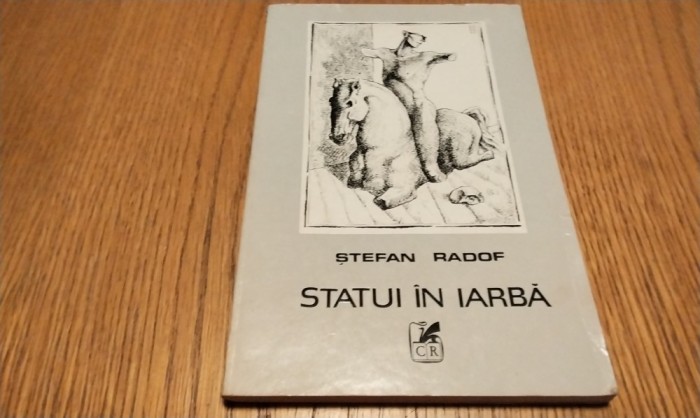 ȘTEFAN RADOF
STATUI ÎN IARBĂ
CR